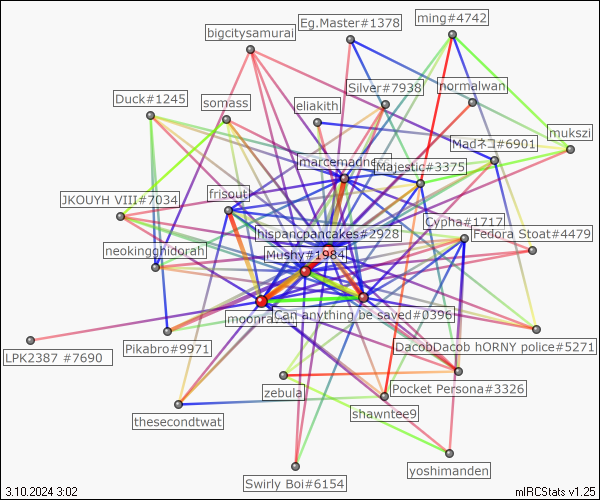 Eg.Master#1378
ming#4742
bigcitysamurai
Silver#7938
normalwan
Duck#1245
somass
eliakith
mukszi
Madネコ#6901
marcemadne
Majestic#3375
JKOUYH VIII#7034
frisout
Cypha#1717
hispanicpancakes#2928
Fedora Stoat#4479
neokingghidorah
Mushy#1984
moonra
Can anything be saved#0396
Pikabro#9971
DacobDacob hORNY police#5271
LPK2387 #7690
zebula
Pocket Persona#3326
shawntee9
thesecondtwat
yoshimanden
Swirly Boi#6154
3.10.2024 3:02
mIRCStats v1.25